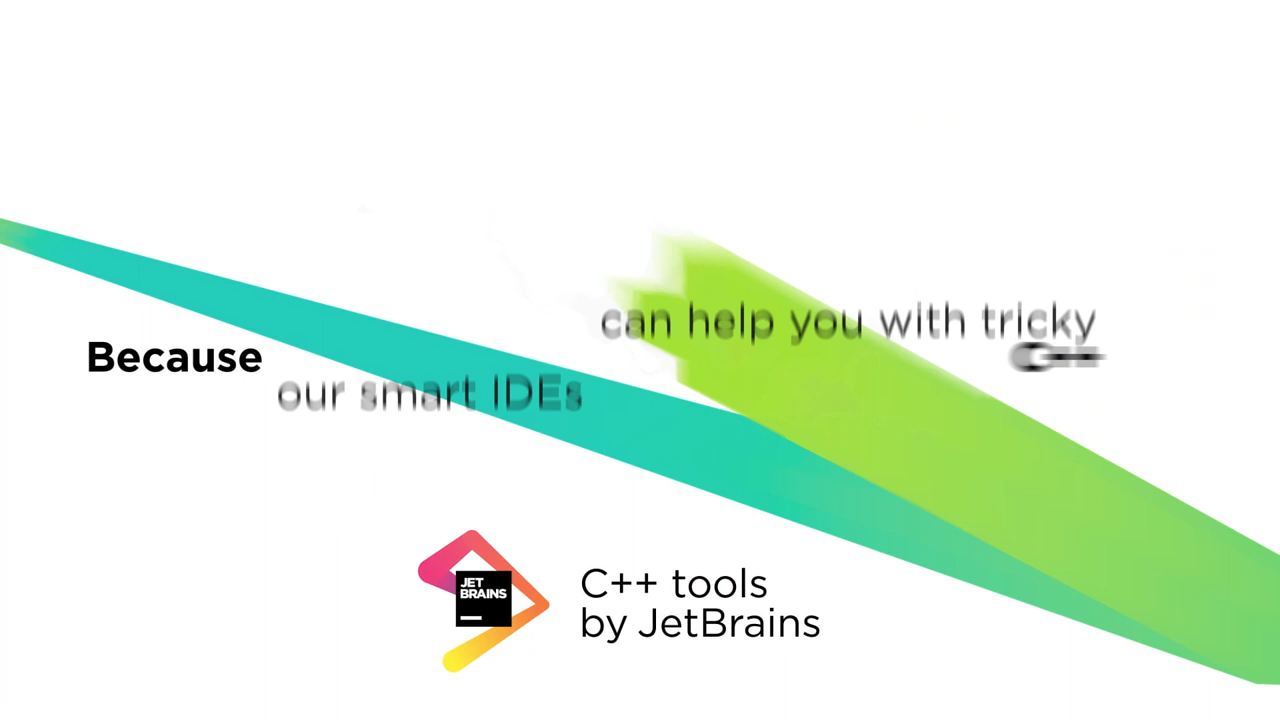 Because
our smart IDEs
can help you with tricky
C++
JET
BRAINS
C++ tools
by JetBrains